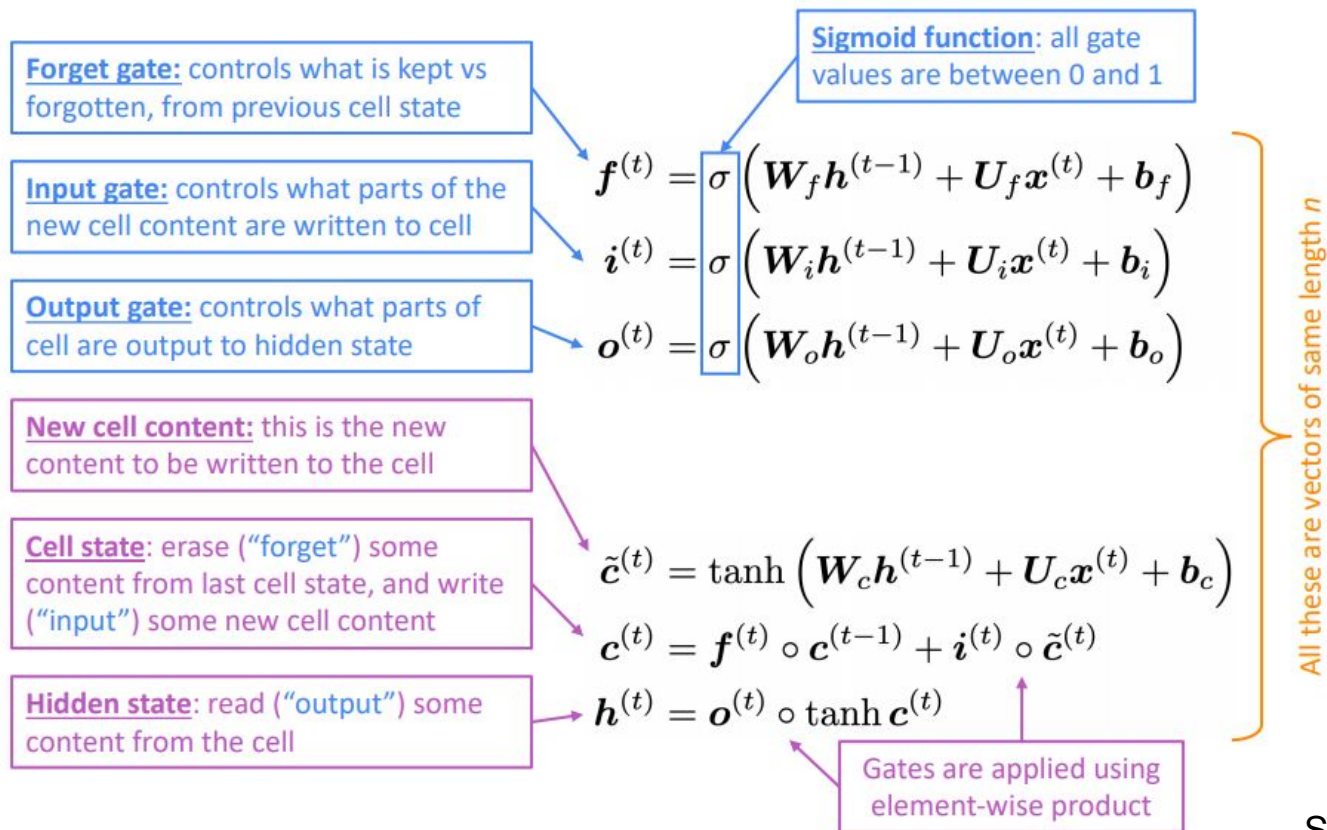 Sigmoid function: all gate
values are between 0 and 1
Forget gate: controls what is kept vs
forgotten, from previous cell state
𝒇^(t) = σ(𝑾_f 𝒉^(t−1) + 𝑼_f 𝒙^(t) + 𝒃_f)
Input gate: controls what parts of the
new cell content are written to cell
𝒊^(t) = σ(𝑾_i 𝒉^(t−1) + 𝑼_i 𝒙^(t) + 𝒃_i)
Output gate: controls what parts of
cell are output to hidden state
𝒐^(t) = σ(𝑾_o 𝒉^(t−1) + 𝑼_o 𝒙^(t) + 𝒃_o)
New cell content: this is the new
content to be written to the cell
c̃^(t) = tanh(𝑾_c 𝒉^(t−1) + 𝑼_c 𝒙^(t) + 𝒃_c)
Cell state: erase (“forget”) some
content from last cell state, and write
(“input”) some new cell content
𝒄^(t) = 𝒇^(t) ∘ 𝒄^(t−1) + 𝒊^(t) ∘ c̃^(t)
Hidden state: read (“output”) some
content from the cell
𝒉^(t) = 𝒐^(t) ∘ tanh 𝒄^(t)
Gates are applied using
element-wise product
All these are vectors of same length n
S